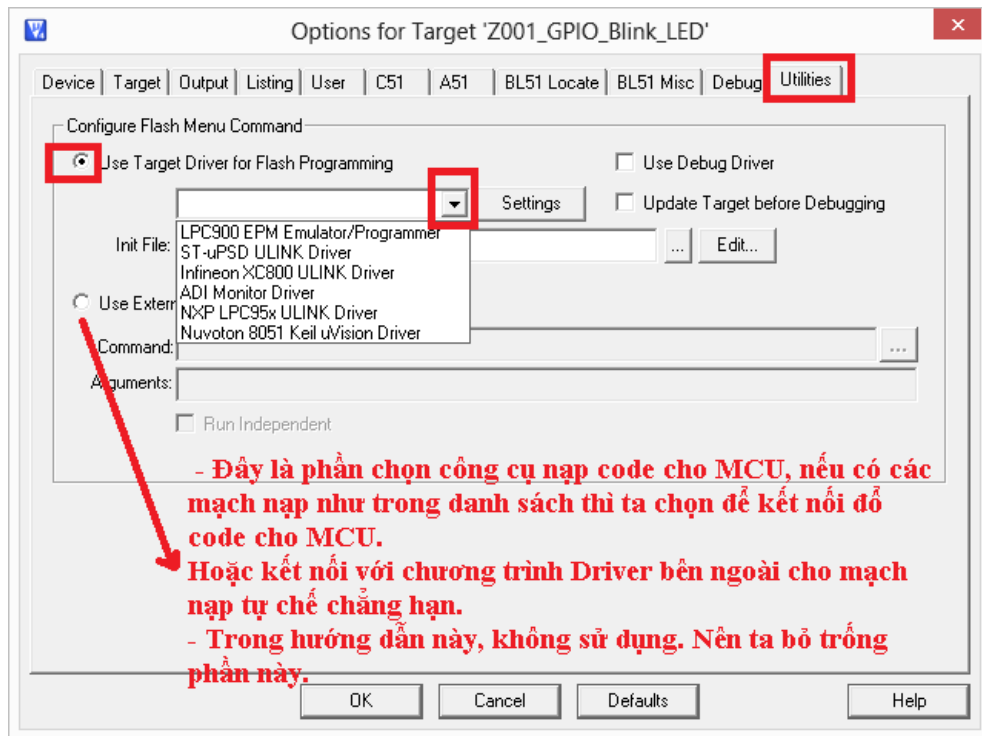 Options for Target 'Z001_GPIO_Blink_LED'
Device Target Output Listing User C51 A51 BL51 Locate BL51 Misc Debug Utilities
Configure Flash Menu Command
Use Target Driver for Flash Programming
Use Debug Driver
Settings
Update Target before Debugging
LPC900 EPM Emulator/Programmer
ST-uPSD ULINK Driver
Infineon XC800 ULINK Driver
ADI Monitor Driver
NXP LPC95x ULINK Driver
Nuvoton 8051 Keil uVision Driver
Init File:
... Edit...
Use Extern
Command:
...
Arguments:
Run Independent
- Đây là phần chọn công cụ nạp code cho MCU, nếu có các
mạch nạp như trong danh sách thì ta chọn để kết nối đổ
code cho MCU.
Hoặc kết nối với chương trình Driver bên ngoài cho mạch
nạp tự chế chẳng hạn.
- Trong hướng dẫn này, không sử dụng. Nên ta bỏ trống
phần này.
OK Cancel Defaults Help